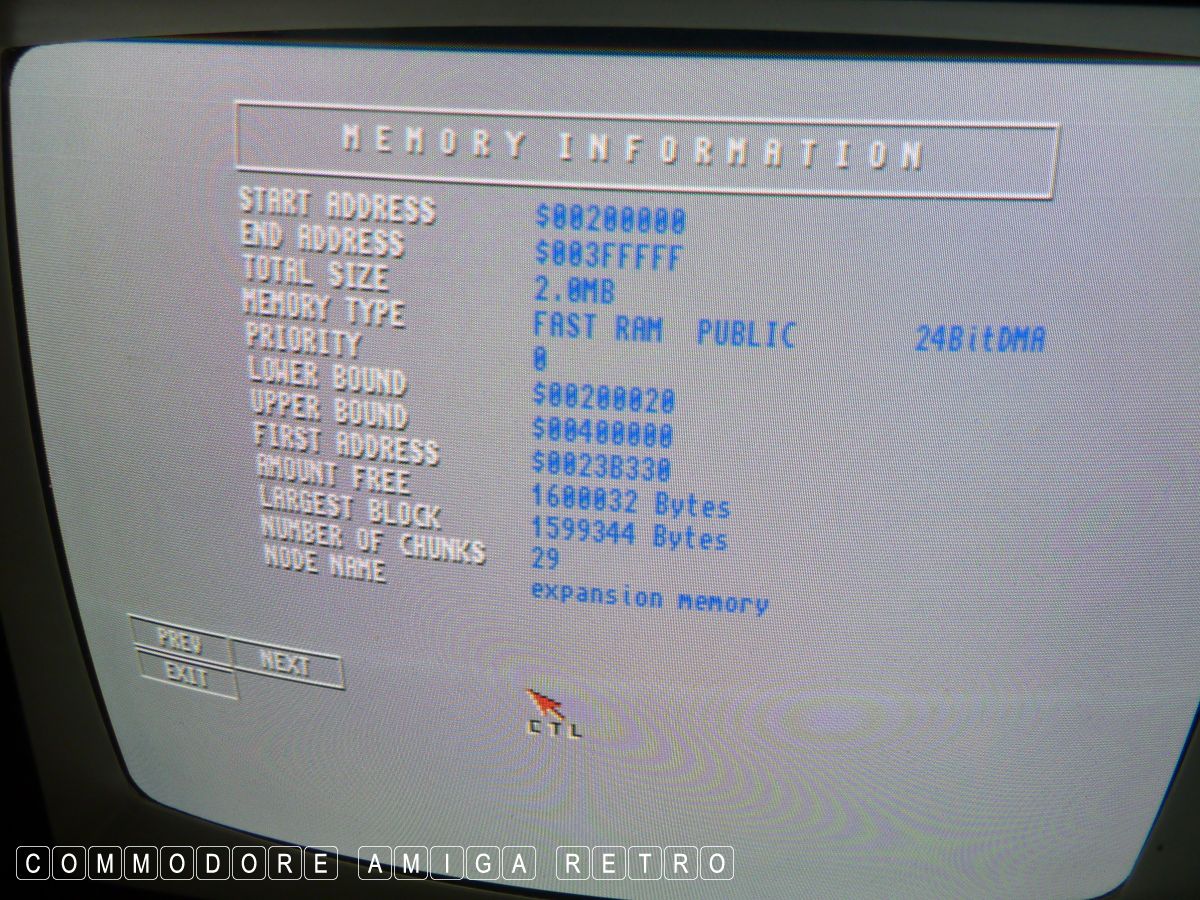 MEMORY INFORMATION
START ADDRESS $00200000
END ADDRESS $003FFFFF
TOTAL SIZE 2.0MB
MEMORY TYPE FAST RAM PUBLIC 24BitDMA
PRIORITY 0
LOWER BOUND $00200020
UPPER BOUND $00400000
FIRST ADDRESS $0023B330
AMOUNT FREE 1600032 Bytes
LARGEST BLOCK 1599344 Bytes
NUMBER OF CHUNKS 29
NODE NAME expansion memory
PREV NEXT
EXIT
CTL
COMMODORE AMIGA RETRO